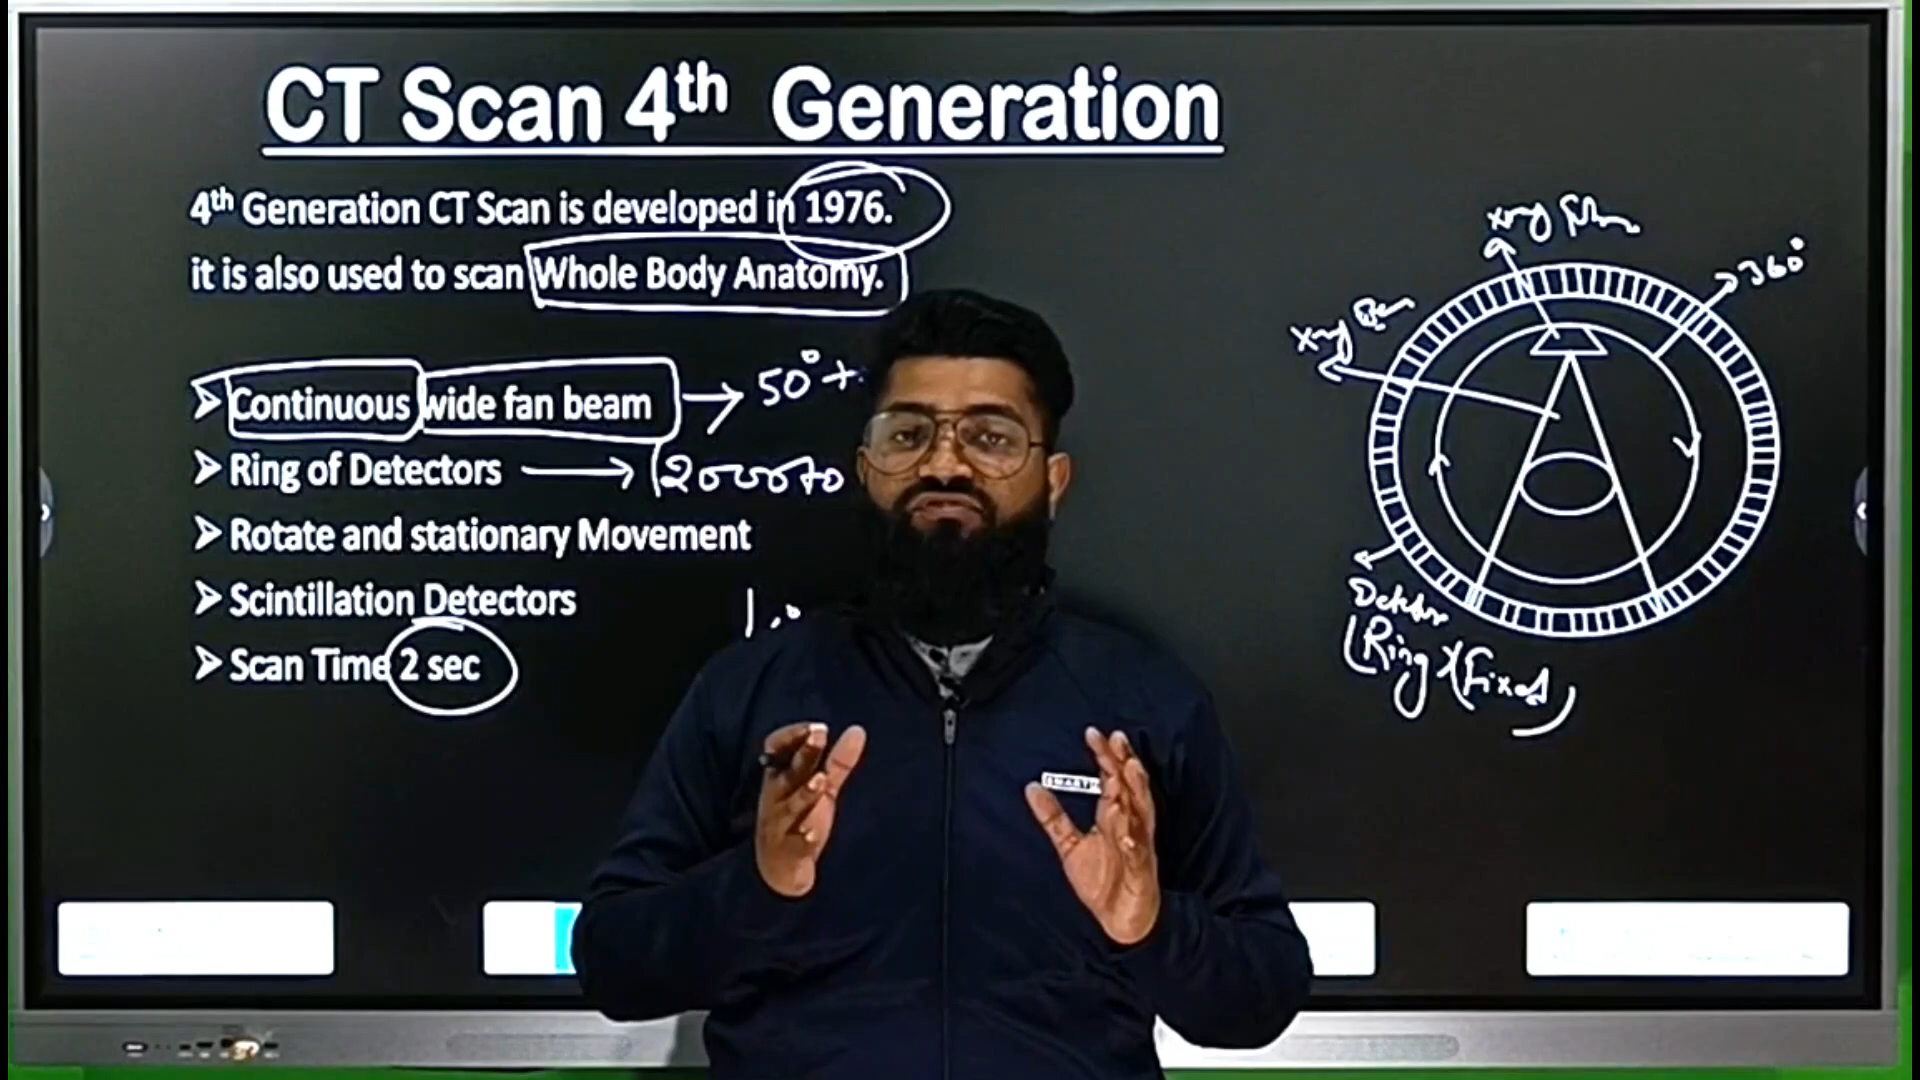 CT Scan 4th Generation
4th Generation CT Scan is developed in 1976.
it is also used to scan Whole Body Anatomy.
➢ Continuous wide fan beam → 50° +
➢ Ring of Detectors →
➢ Rotate and stationary Movement
➢ Scintillation Detectors
➢ Scan Time 2 sec
xray
360°
xray
(Ring) (Fixed)